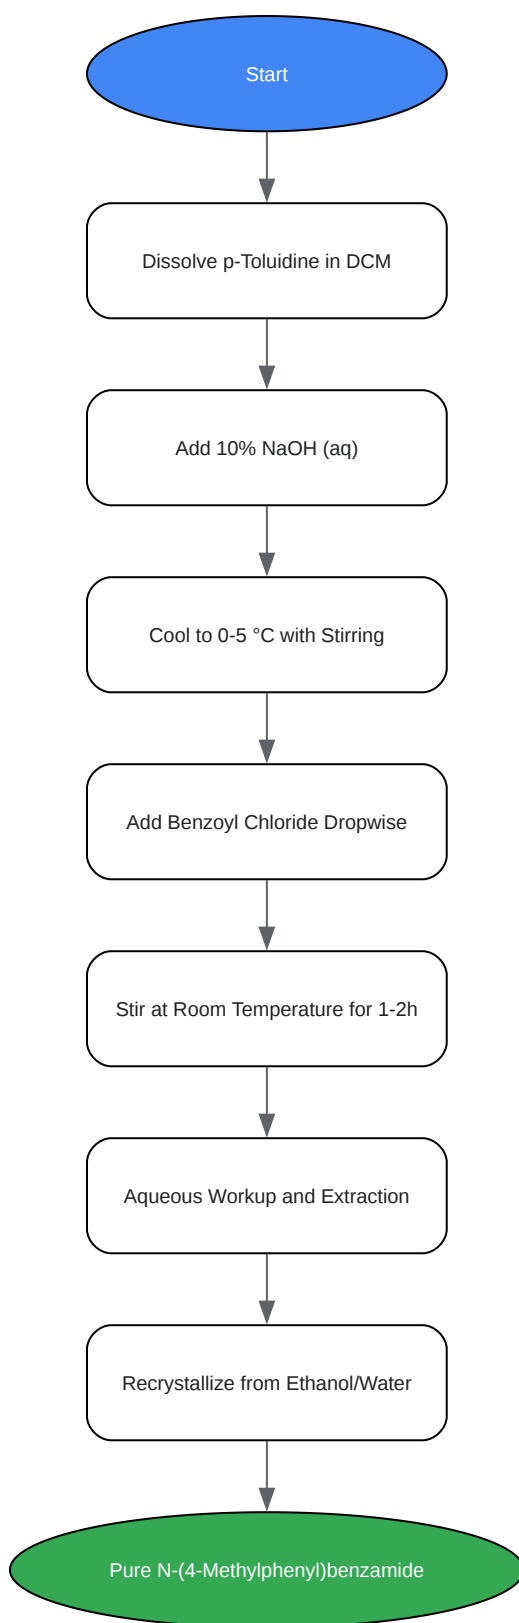 Start
Dissolve p-Toluidine in DCM
Add 10% NaOH (aq)
Cool to 0-5 °C with Stirring
Add Benzoyl Chloride Dropwise
Stir at Room Temperature for 1-2h
Aqueous Workup and Extraction
Recrystallize from Ethanol/Water
Pure N-(4-Methylphenyl)benzamide